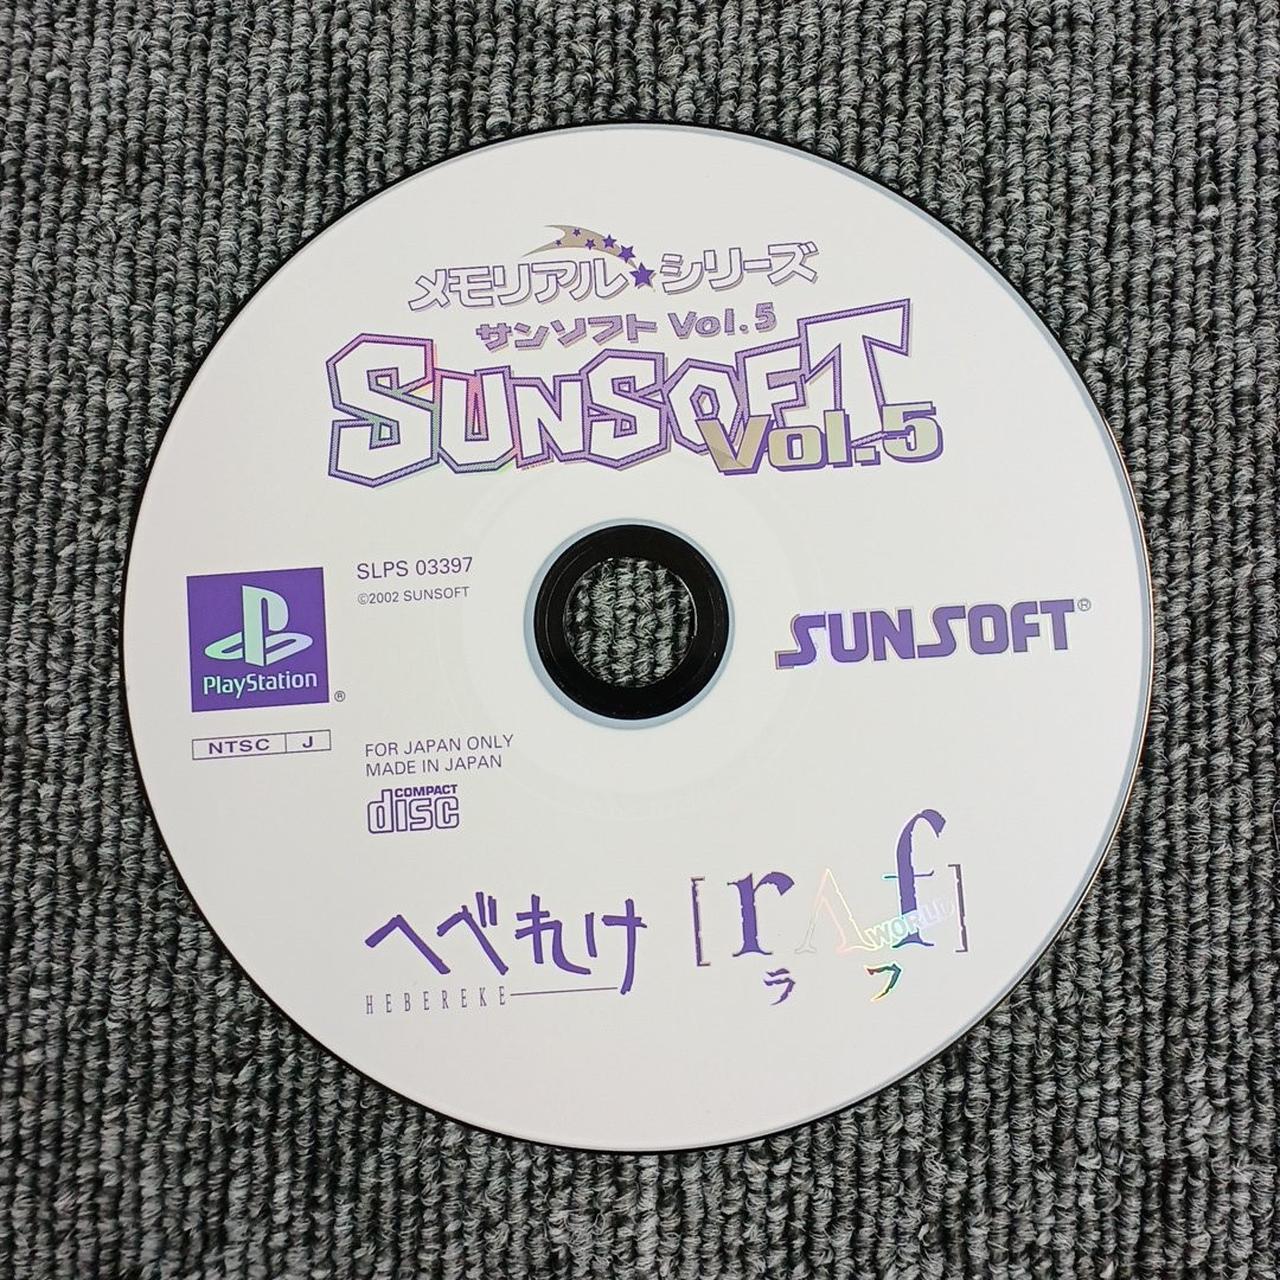 メモリアル★シリーズ
サンソフト Vol.5
SUNSOFT
Vol.5
SLPS 03397
©2002 SUNSOFT
PlayStation®
SUNSOFT®
NTSC J
FOR JAPAN ONLY
MADE IN JAPAN
COMPACT
disc
へべれけ
HEBEREKE
[rΛf]
WORLD
ラフ